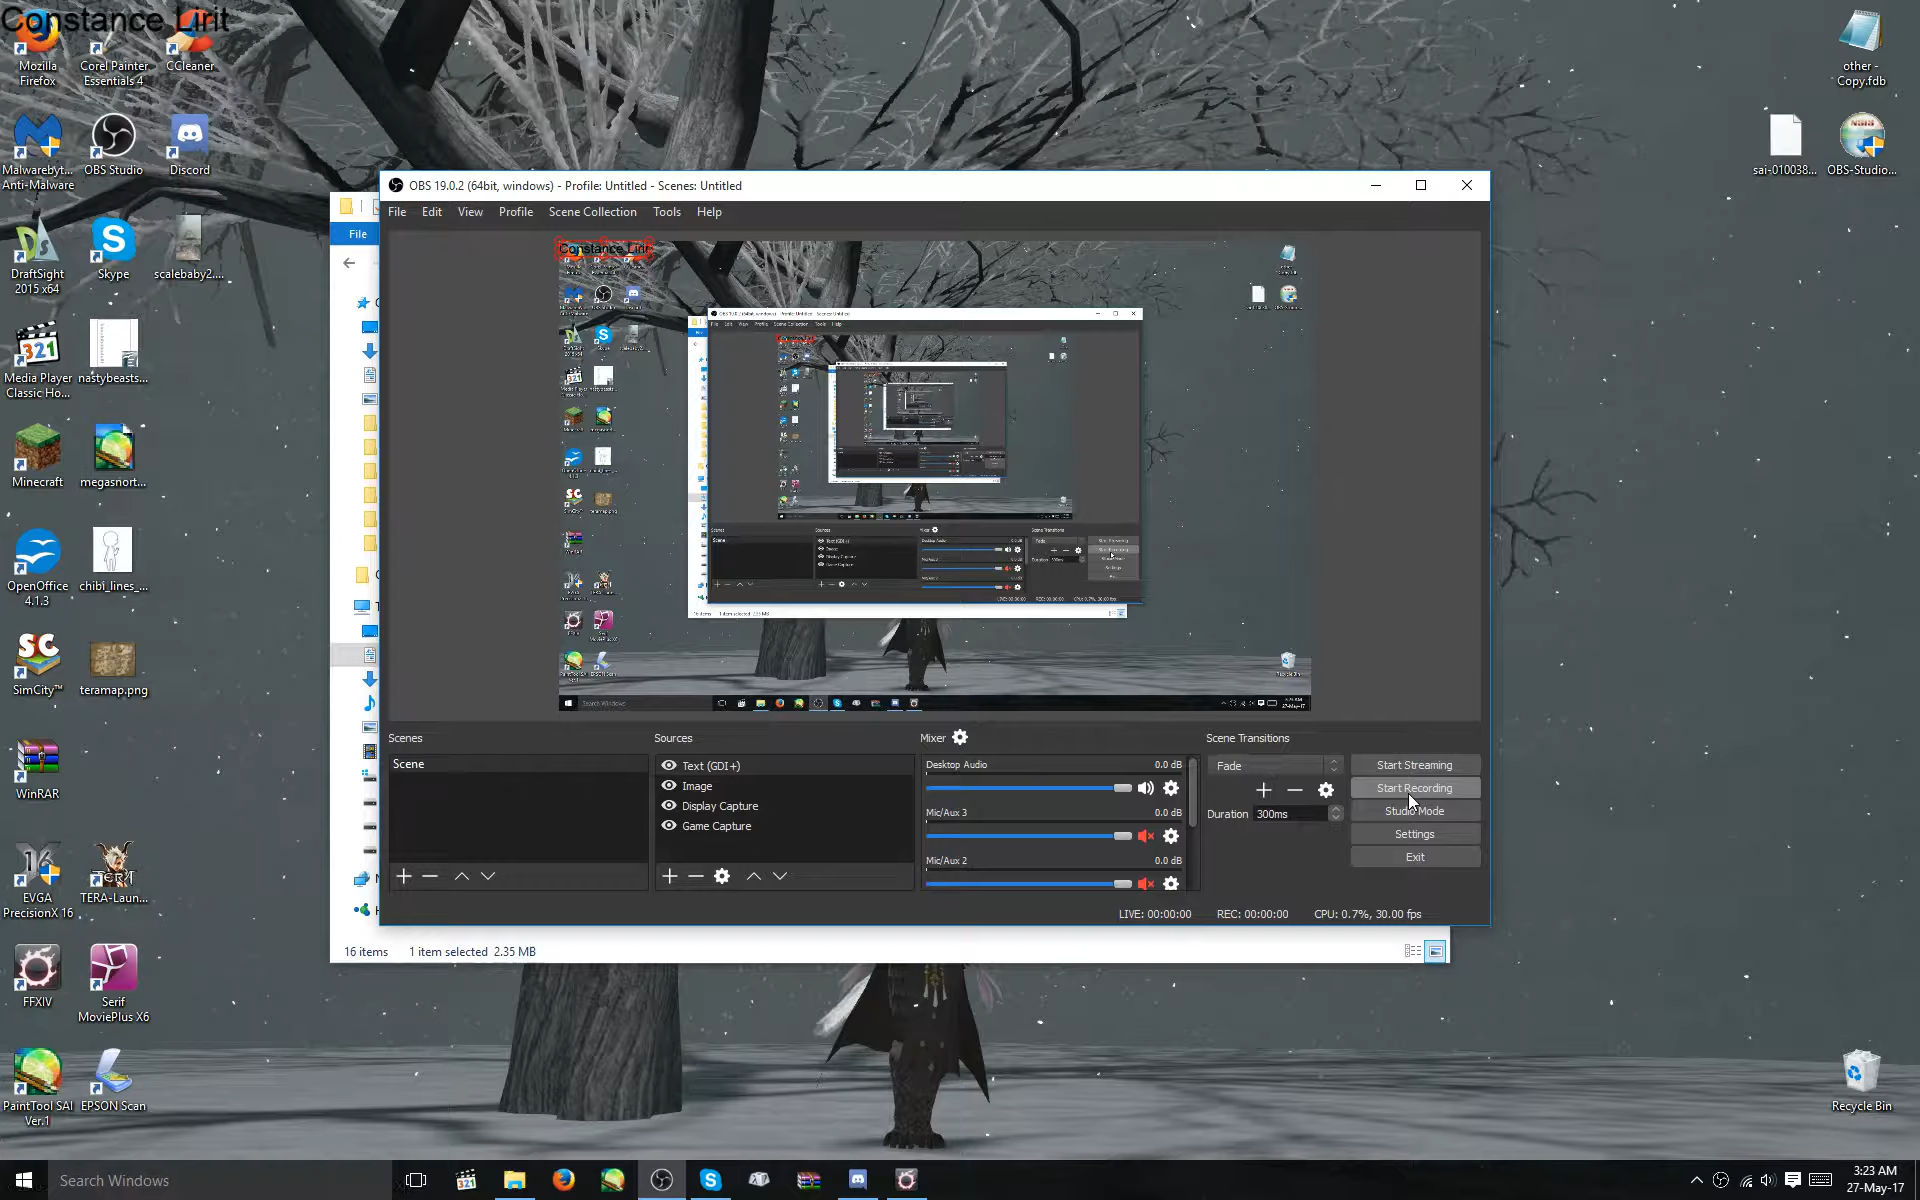 Constance Lirit
Mozilla
Firefox
Corel Painter
Essentials 4
CCleaner
other -
Copy.fdb
Malwarebyt...
Anti-Malware
OBS Studio
Discord
sai-010038...
OBS-Studio...
DraftSight
2015 x64
Skype
scalebaby2....
Media Player
Classic Ho...
nastybeasts...
Minecraft
megasnort...
OpenOffice
4.1.3
chibi_lines_...
SimCity™
teramap.png
WinRAR
EVGA
PrecisionX 16
TERA-Laun...
FFXIV
Serif
MoviePlus X6
PaintTool SAI
Ver.1
EPSON Scan
Recycle Bin
File
OBS 19.0.2 (64bit, windows) - Profile: Untitled - Scenes: Untitled
File Edit View Profile Scene Collection Tools Help
Constance Lirit
Scenes
Scene
Sources
Text (GDI+)
Image
Display Capture
Game Capture
Mixer
Desktop Audio 0.0 dB
Mic/Aux 3 0.0 dB
Mic/Aux 2 0.0 dB
Scene Transitions
Fade
Duration 300ms
Start Streaming
Start Recording
Studio Mode
Settings
Exit
LIVE: 00:00:00 REC: 00:00:00 CPU: 0.7%, 30.00 fps
16 items 1 item selected 2.35 MB
Search Windows
3:23 AM
27-May-17